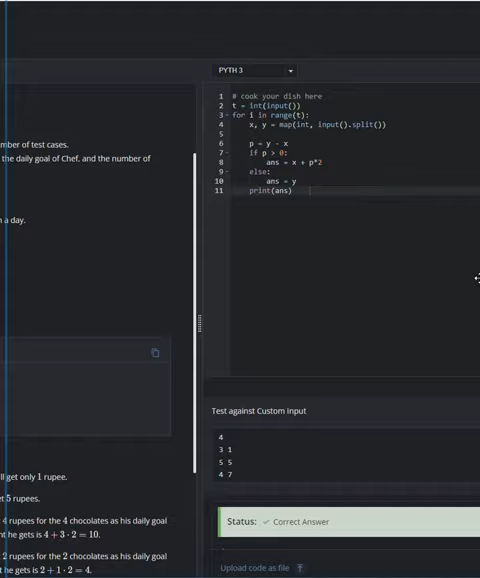 PYTH 3
1 # cook your dish here
2 t = int(input())
3 for i in range(t):
4 x, y = map(int, input().split())
5
6 p = y - x
7 if p > 0:
8 ans = x + p*2
9 else:
10 ans = y
11 print(ans)
mber of test cases.
the daily goal of Chef, and the number of
a day.
ll get only 1 rupee.
t 5 rupees.
4 rupees for the 4 chocolates as his daily goal
nt he gets is 4 + 3 · 2 = 10.
2 rupees for the 2 chocolates as his daily goal
t he gets is 2 + 1 · 2 = 4.
Test against Custom Input
4
3 1
5 5
4 7
Status: ✓ Correct Answer
Upload code as file